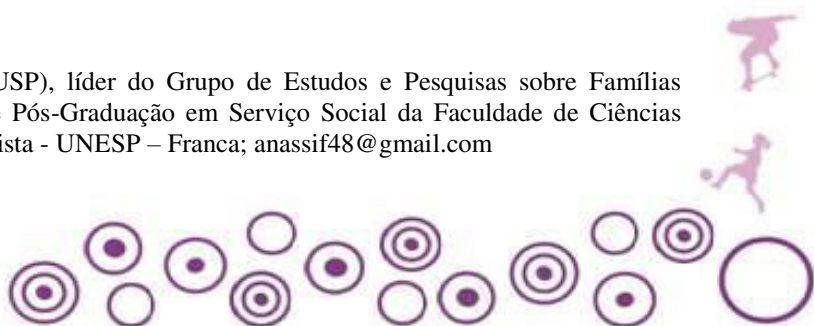 USP), líder do Grupo de Estudos e Pesquisas sobre Famílias
Pós-Graduação em Serviço Social da Faculdade de Ciências
ista - UNESP – Franca; anassif48@gmail.com